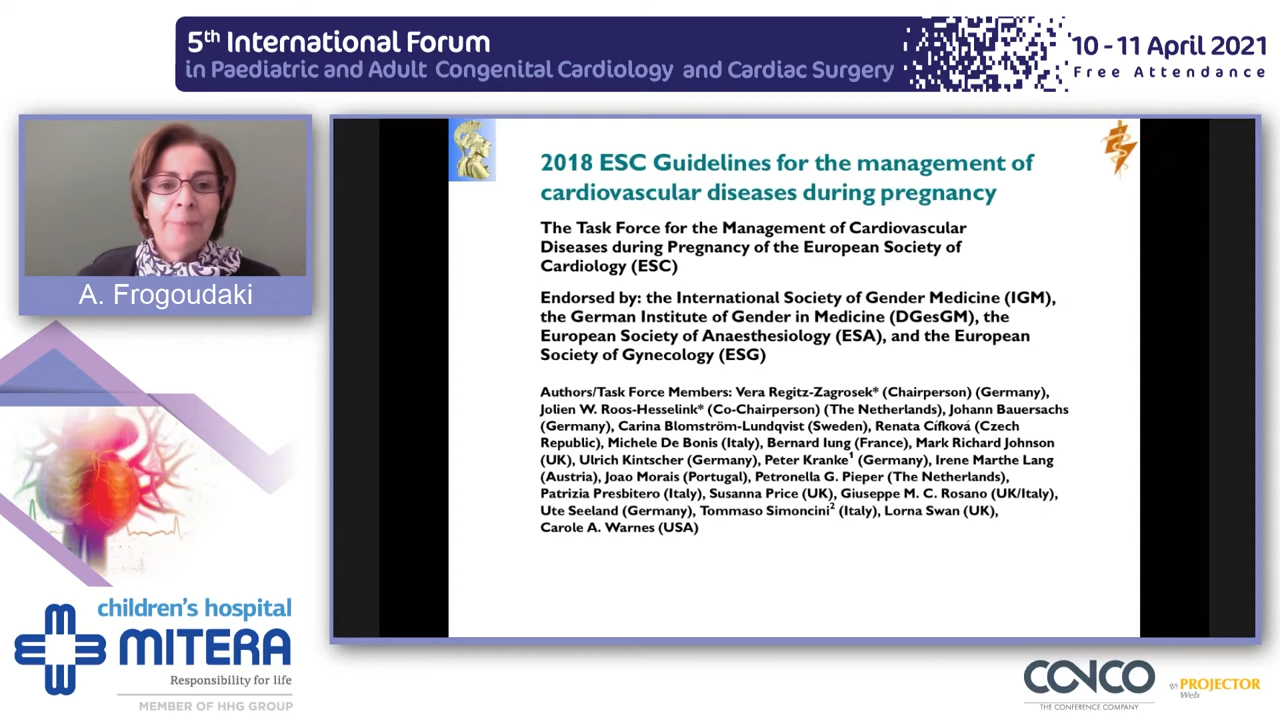 5th International Forum
in Paediatric and Adult Congenital Cardiology and Cardiac Surgery
10 - 11 April 2021
Free Attendance
A. Frogoudaki
2018 ESC Guidelines for the management of
cardiovascular diseases during pregnancy
The Task Force for the Management of Cardiovascular
Diseases during Pregnancy of the European Society of
Cardiology (ESC)
Endorsed by: the International Society of Gender Medicine (IGM),
the German Institute of Gender in Medicine (DGesGM), the
European Society of Anaesthesiology (ESA), and the European
Society of Gynecology (ESG)
Authors/Task Force Members: Vera Regitz-Zagrosek* (Chairperson) (Germany),
Jolien W. Roos-Hesselink* (Co-Chairperson) (The Netherlands), Johann Bauersachs
(Germany), Carina Blomström-Lundqvist (Sweden), Renata Cífková (Czech
Republic), Michele De Bonis (Italy), Bernard Iung (France), Mark Richard Johnson
(UK), Ulrich Kintscher (Germany), Peter Kranke1 (Germany), Irene Marthe Lang
(Austria), Joao Morais (Portugal), Petronella G. Pieper (The Netherlands),
Patrizia Presbitero (Italy), Susanna Price (UK), Giuseppe M. C. Rosano (UK/Italy),
Ute Seeland (Germany), Tommaso Simoncini2 (Italy), Lorna Swan (UK),
Carole A. Warnes (USA)
children's hospital
MITERA
Responsibility for life
MEMBER OF HHG GROUP
CONCO
THE CONFERENCE COMPANY
PROJECTOR
Web